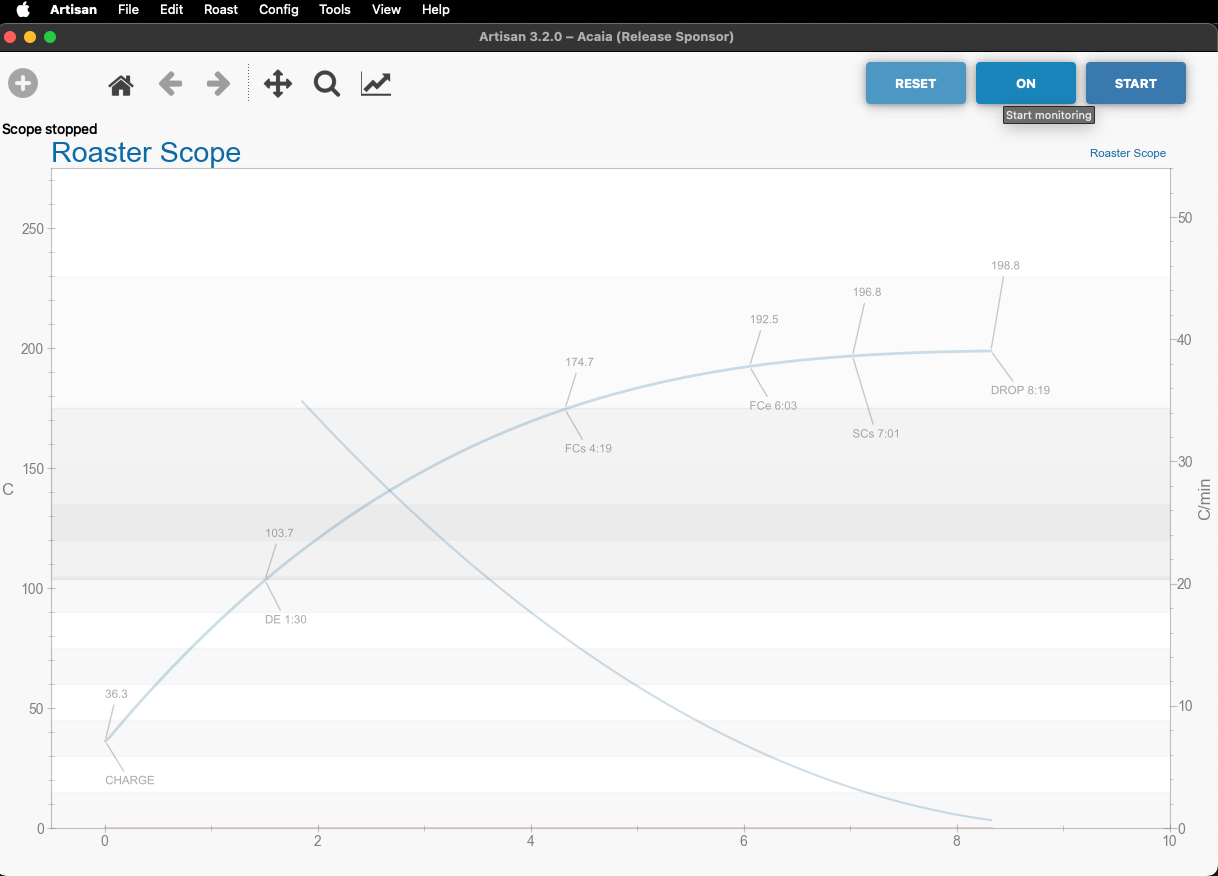 Artisan File Edit Roast Config Tools View Help
Artisan 3.2.0 – Acaia (Release Sponsor)
RESET ON START
Start monitoring
Scope stopped
Roaster Scope
Roaster Scope
250
200
150
100
50
0
C
50
40
30
20
10
0
C/min
198.8
196.8
192.5
174.7
DROP 8:19
FCe 6:03
SCs 7:01
FCs 4:19
103.7
DE 1:30
36.3
CHARGE
0 2 4 6 8 10